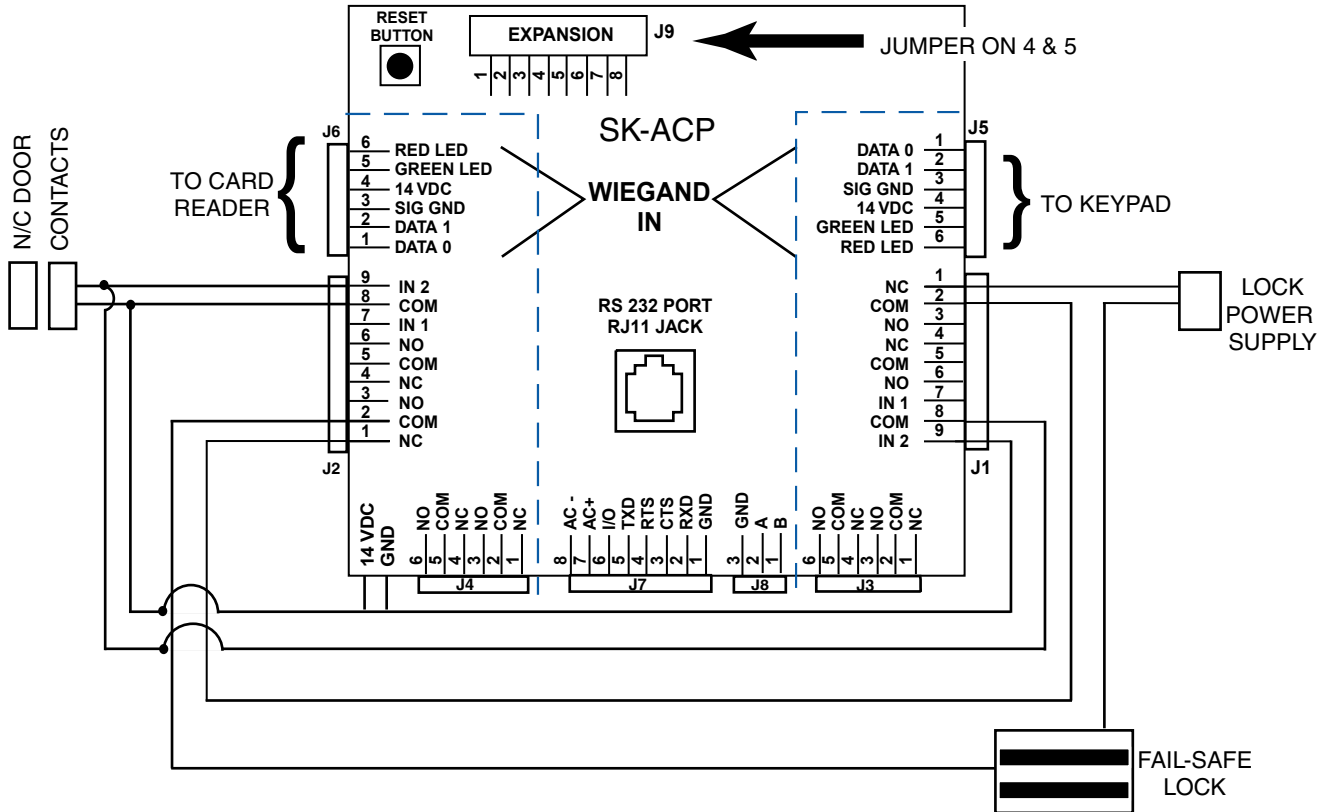 RESET
BUTTON
EXPANSION
J9
JUMPER ON 4 & 5
1 2 3 4 5 6 7 8
SK-ACP
WIEGAND
IN
N/C DOOR
CONTACTS
TO CARD
READER
J6
6 RED LED
5 GREEN LED
4 14 VDC
3 SIG GND
2 DATA 1
1 DATA 0
J5
DATA 0 1
DATA 1 2
SIG GND 3
14 VDC 4
GREEN LED 5
RED LED 6
TO KEYPAD
9 IN 2
8 COM
7 IN 1
6 NO
5 COM
4 NC
3 NO
2 COM
1 NC
J2
RS 232 PORT
RJ11 JACK
NC 1
COM 2
NO 3
NC 4
COM 5
NO 6
IN 1 7
COM 8
IN 2 9
J1
LOCK
POWER
SUPPLY
14 VDC
GND
NO COM NC NO COM NC
6 5 4 3 2 1
J4
AC - AC+ I/O TXD RTS CTS RXD GND
8 7 6 5 4 3 2 1
J7
GND A B
3 2 1
J8
NO COM NC NO COM NC
6 5 4 3 2 1
J3
FAIL-SAFE
LOCK